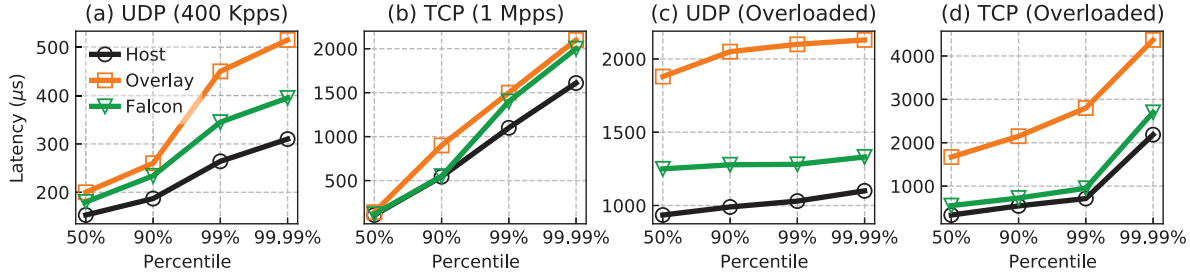 (a) UDP (400 Kpps)
Latency (µs)
500
400
300
200
Host
Overlay
Falcon
50% 90% 99% 99.99%
Percentile
(b) TCP (1 Mpps)
2000
1500
1000
500
50% 90% 99% 99.99%
Percentile
(c) UDP (Overloaded)
2000
1500
1000
50% 90% 99% 99.99%
Percentile
(d) TCP (Overloaded)
4000
3000
2000
1000
50% 90% 99% 99.99%
Percentile